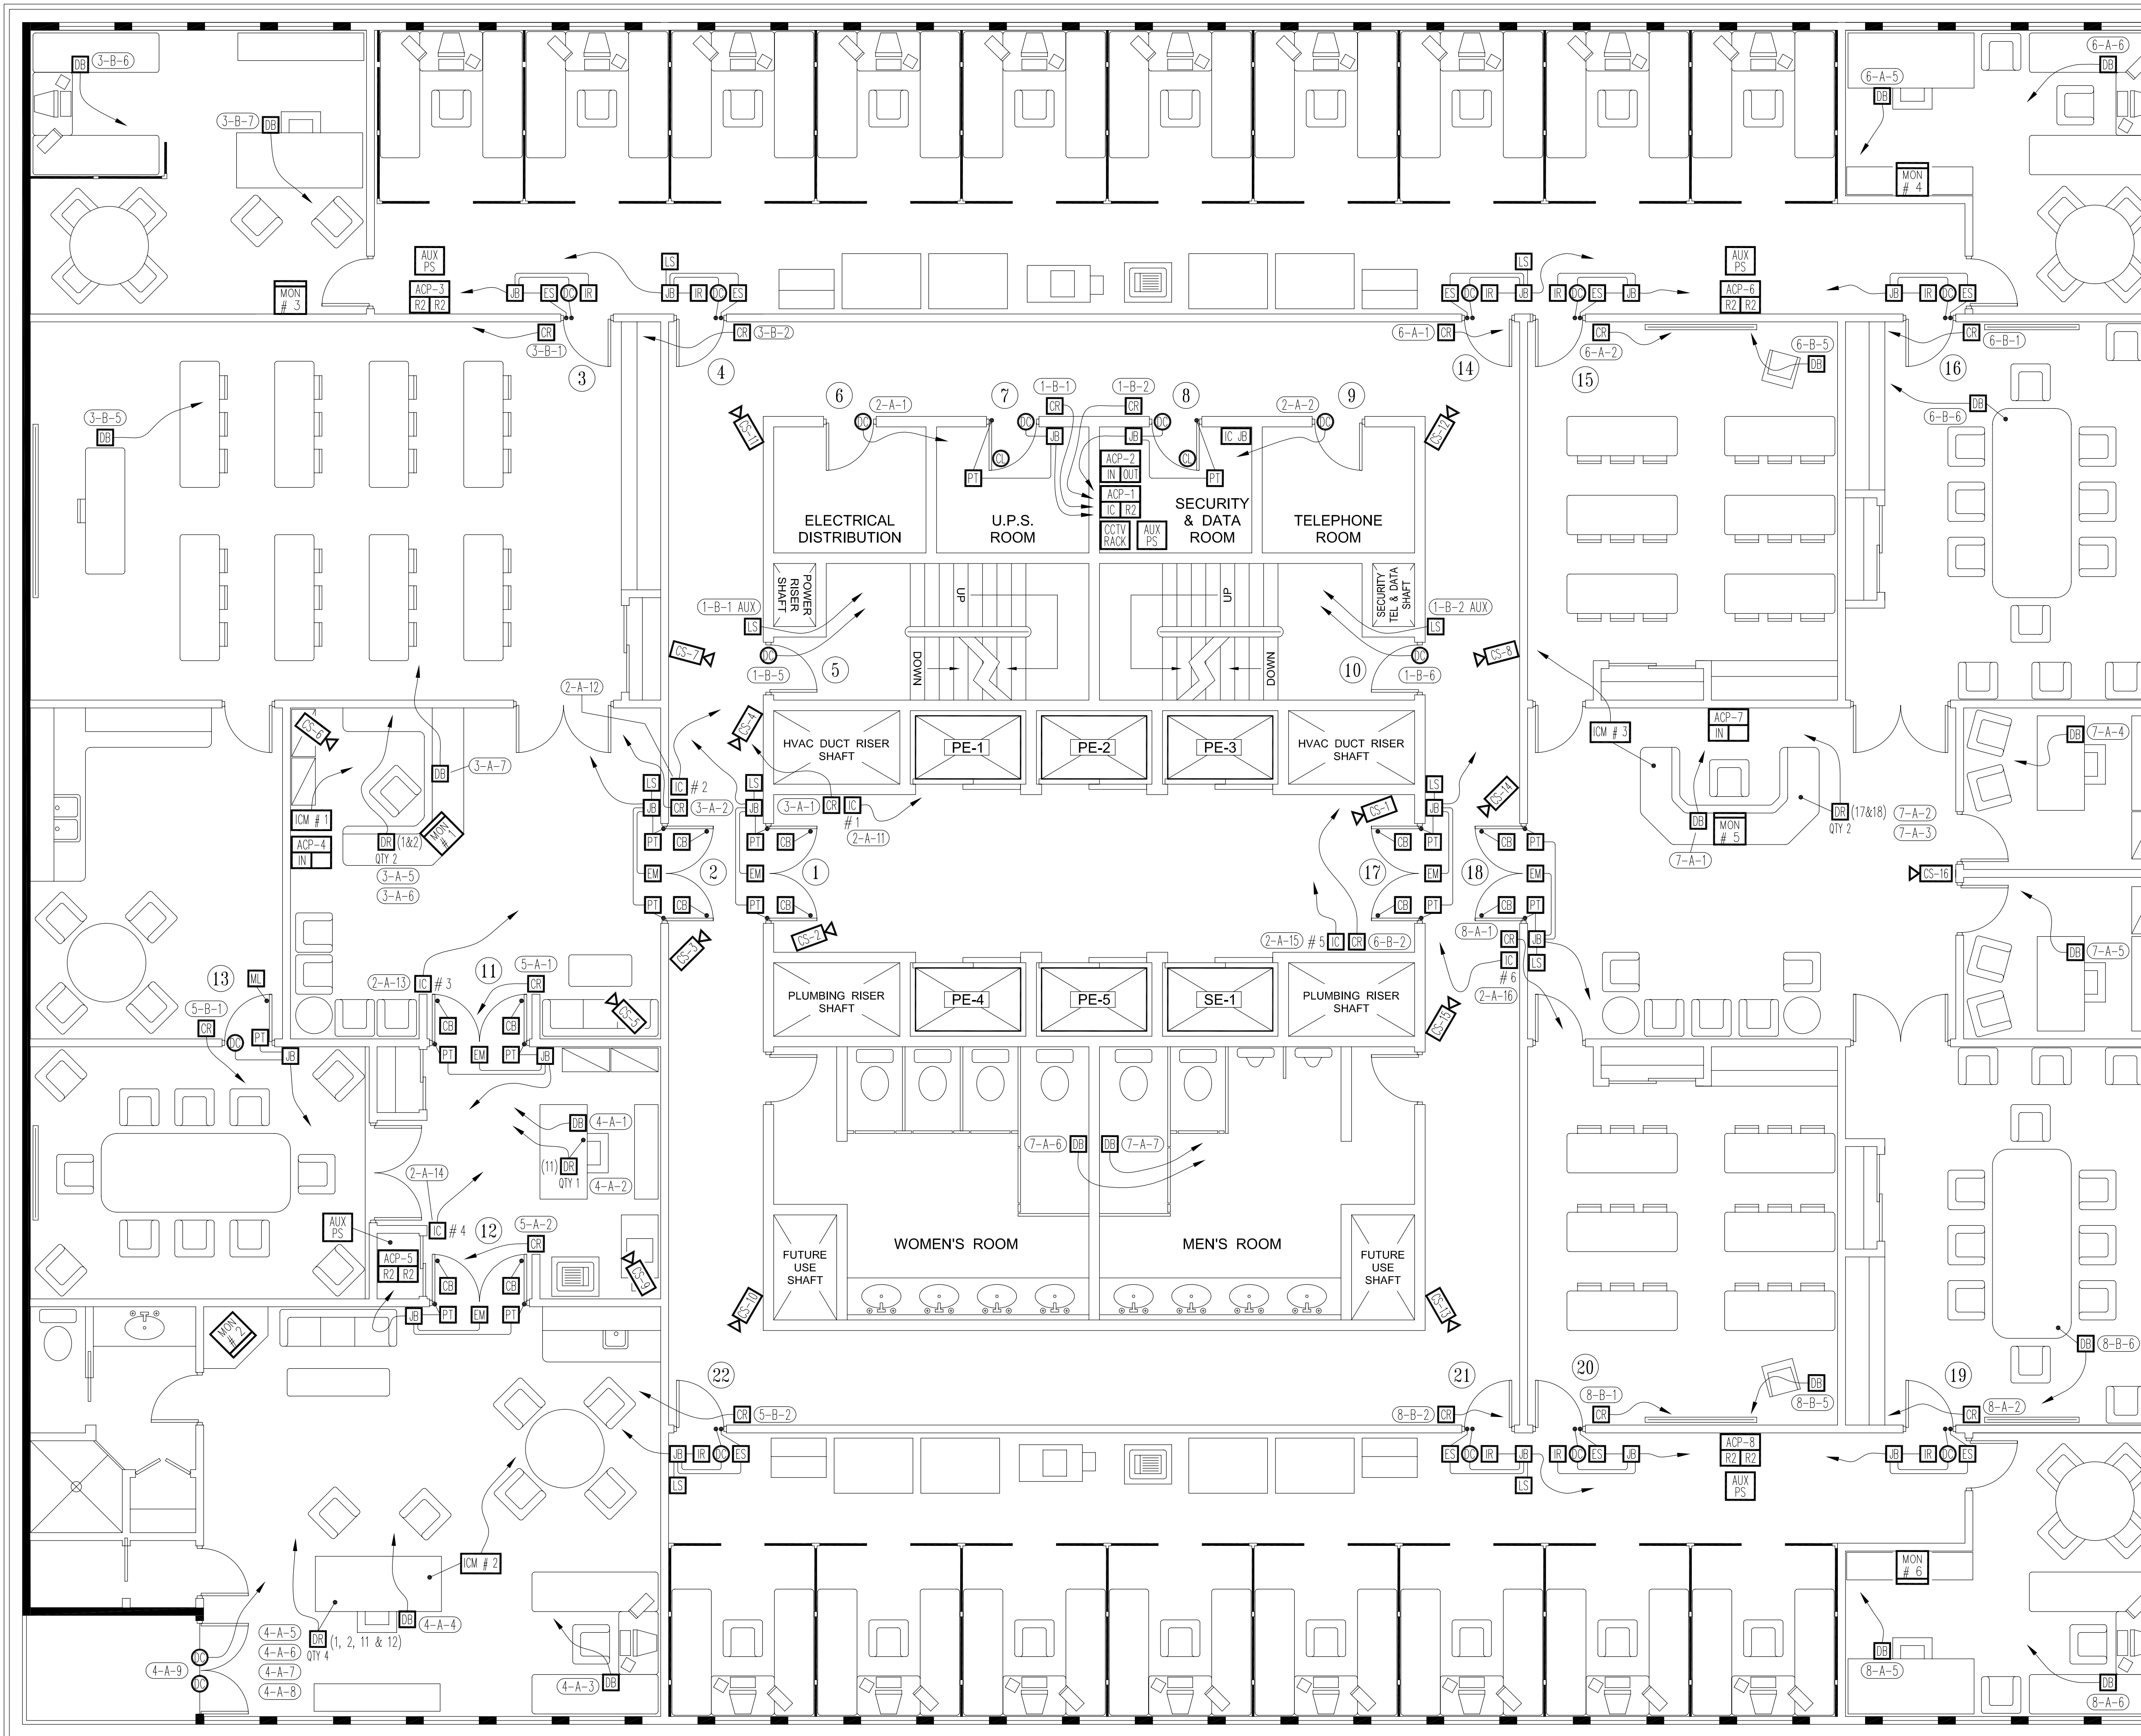 DB 3-B-6
3-B-7 DB
6-A-6
DB
6-A-5
DB
MON # 4
MON # 3
AUX PS
ACP-3
R2 R2
JB ES DC IR
LS
JB IR DC ES
LS
ES DC IR JB
IR DC ES JB
AUX PS
ACP-6
R2 R2
JB IR DC ES
CR
3-B-1
CR 3-B-2
6-A-1 CR
CR
6-A-2
CR 6-B-1
3
4
14
15
16
6-B-5
DB
3-B-5
DB
6
2-A-1
DC
7
DC
1-B-1
CR
JB
CL
PT
1-B-2
CR
JB
8
DC
CL
PT
IC JB
2-A-2
DC
9
CS-11
CS-12
DB
6-B-6
ACP-2
IN OUT
ACP-1
IC R2
CCTV RACK
AUX PS
ELECTRICAL
DISTRIBUTION
U.P.S.
ROOM
SECURITY
& DATA
ROOM
TELEPHONE
ROOM
POWER
RISER
SHAFT
SECURITY
TEL & DATA
SHAFT
1-B-1 AUX
LS
1-B-2 AUX
LS
UP
UP
DOWN
DOWN
CS-7
CS-8
DC
1-B-5
5
10
DC
1-B-6
2-A-12
CS-6
CS-4
HVAC DUCT RISER
SHAFT
PE-1
PE-2
PE-3
HVAC DUCT RISER
SHAFT
ICM # 3
ACP-7
IN
DB 7-A-4
DB 3-A-7
LS
IC # 2
JB CR 3-A-2
LS
JB
3-A-1 CR IC
# 1
2-A-11
CS-1
LS
JB
CS-14
ICM # 1
ACP-4
IN
MON # 1
DR (1&2)
QTY 2
3-A-5
3-A-6
PT CB
EM
PT CB
2
PT CB
EM
PT CB
1
CB PT
EM
CB PT
17
CB PT
EM
CB PT
18
DB
7-A-1
MON # 5
DR (17&18)
QTY 2
7-A-2
7-A-3
CS-16
CS-3
CS-2
2-A-15 # 5 IC CR 6-B-2
8-A-1 CR JB
IC LS
# 6
2-A-16
DB 7-A-5
13
ML
5-B-1
CR
DC
PT
JB
2-A-13 IC # 3
11
5-A-1
CR
CB
CB
PT EM PT JB
CS-5
PLUMBING RISER
SHAFT
PE-4
PE-5
SE-1
PLUMBING RISER
SHAFT
CS-15
DB 4-A-1
(11) DR
QTY 1
4-A-2
7-A-6 DB
DB 7-A-7
2-A-14
IC # 4
12
5-A-2
CR
AUX PS
ACP-5
R2 R2
CB
CB
JB PT EM PT
CS-9
CS-10
WOMEN'S ROOM
MEN'S ROOM
FUTURE
USE
SHAFT
FUTURE
USE
SHAFT
CS-13
MON # 2
DB 8-B-6
22
21
20
19
CR 5-B-2
8-B-2 CR
8-B-1
CR
DB
8-B-5
8-A-2
CR
JB IR DC ES
LS
ES DC IR JB
LS
IR DC ES JB
ACP-8
R2 R2
AUX PS
JB IR DC ES
ICM # 2
MON # 6
DB 4-A-4
DR (1, 2, 11 & 12)
QTY 4
4-A-5
4-A-6
4-A-7
4-A-8
DC
4-A-9
DC
4-A-3 DB
DB
8-A-5
DB
8-A-6